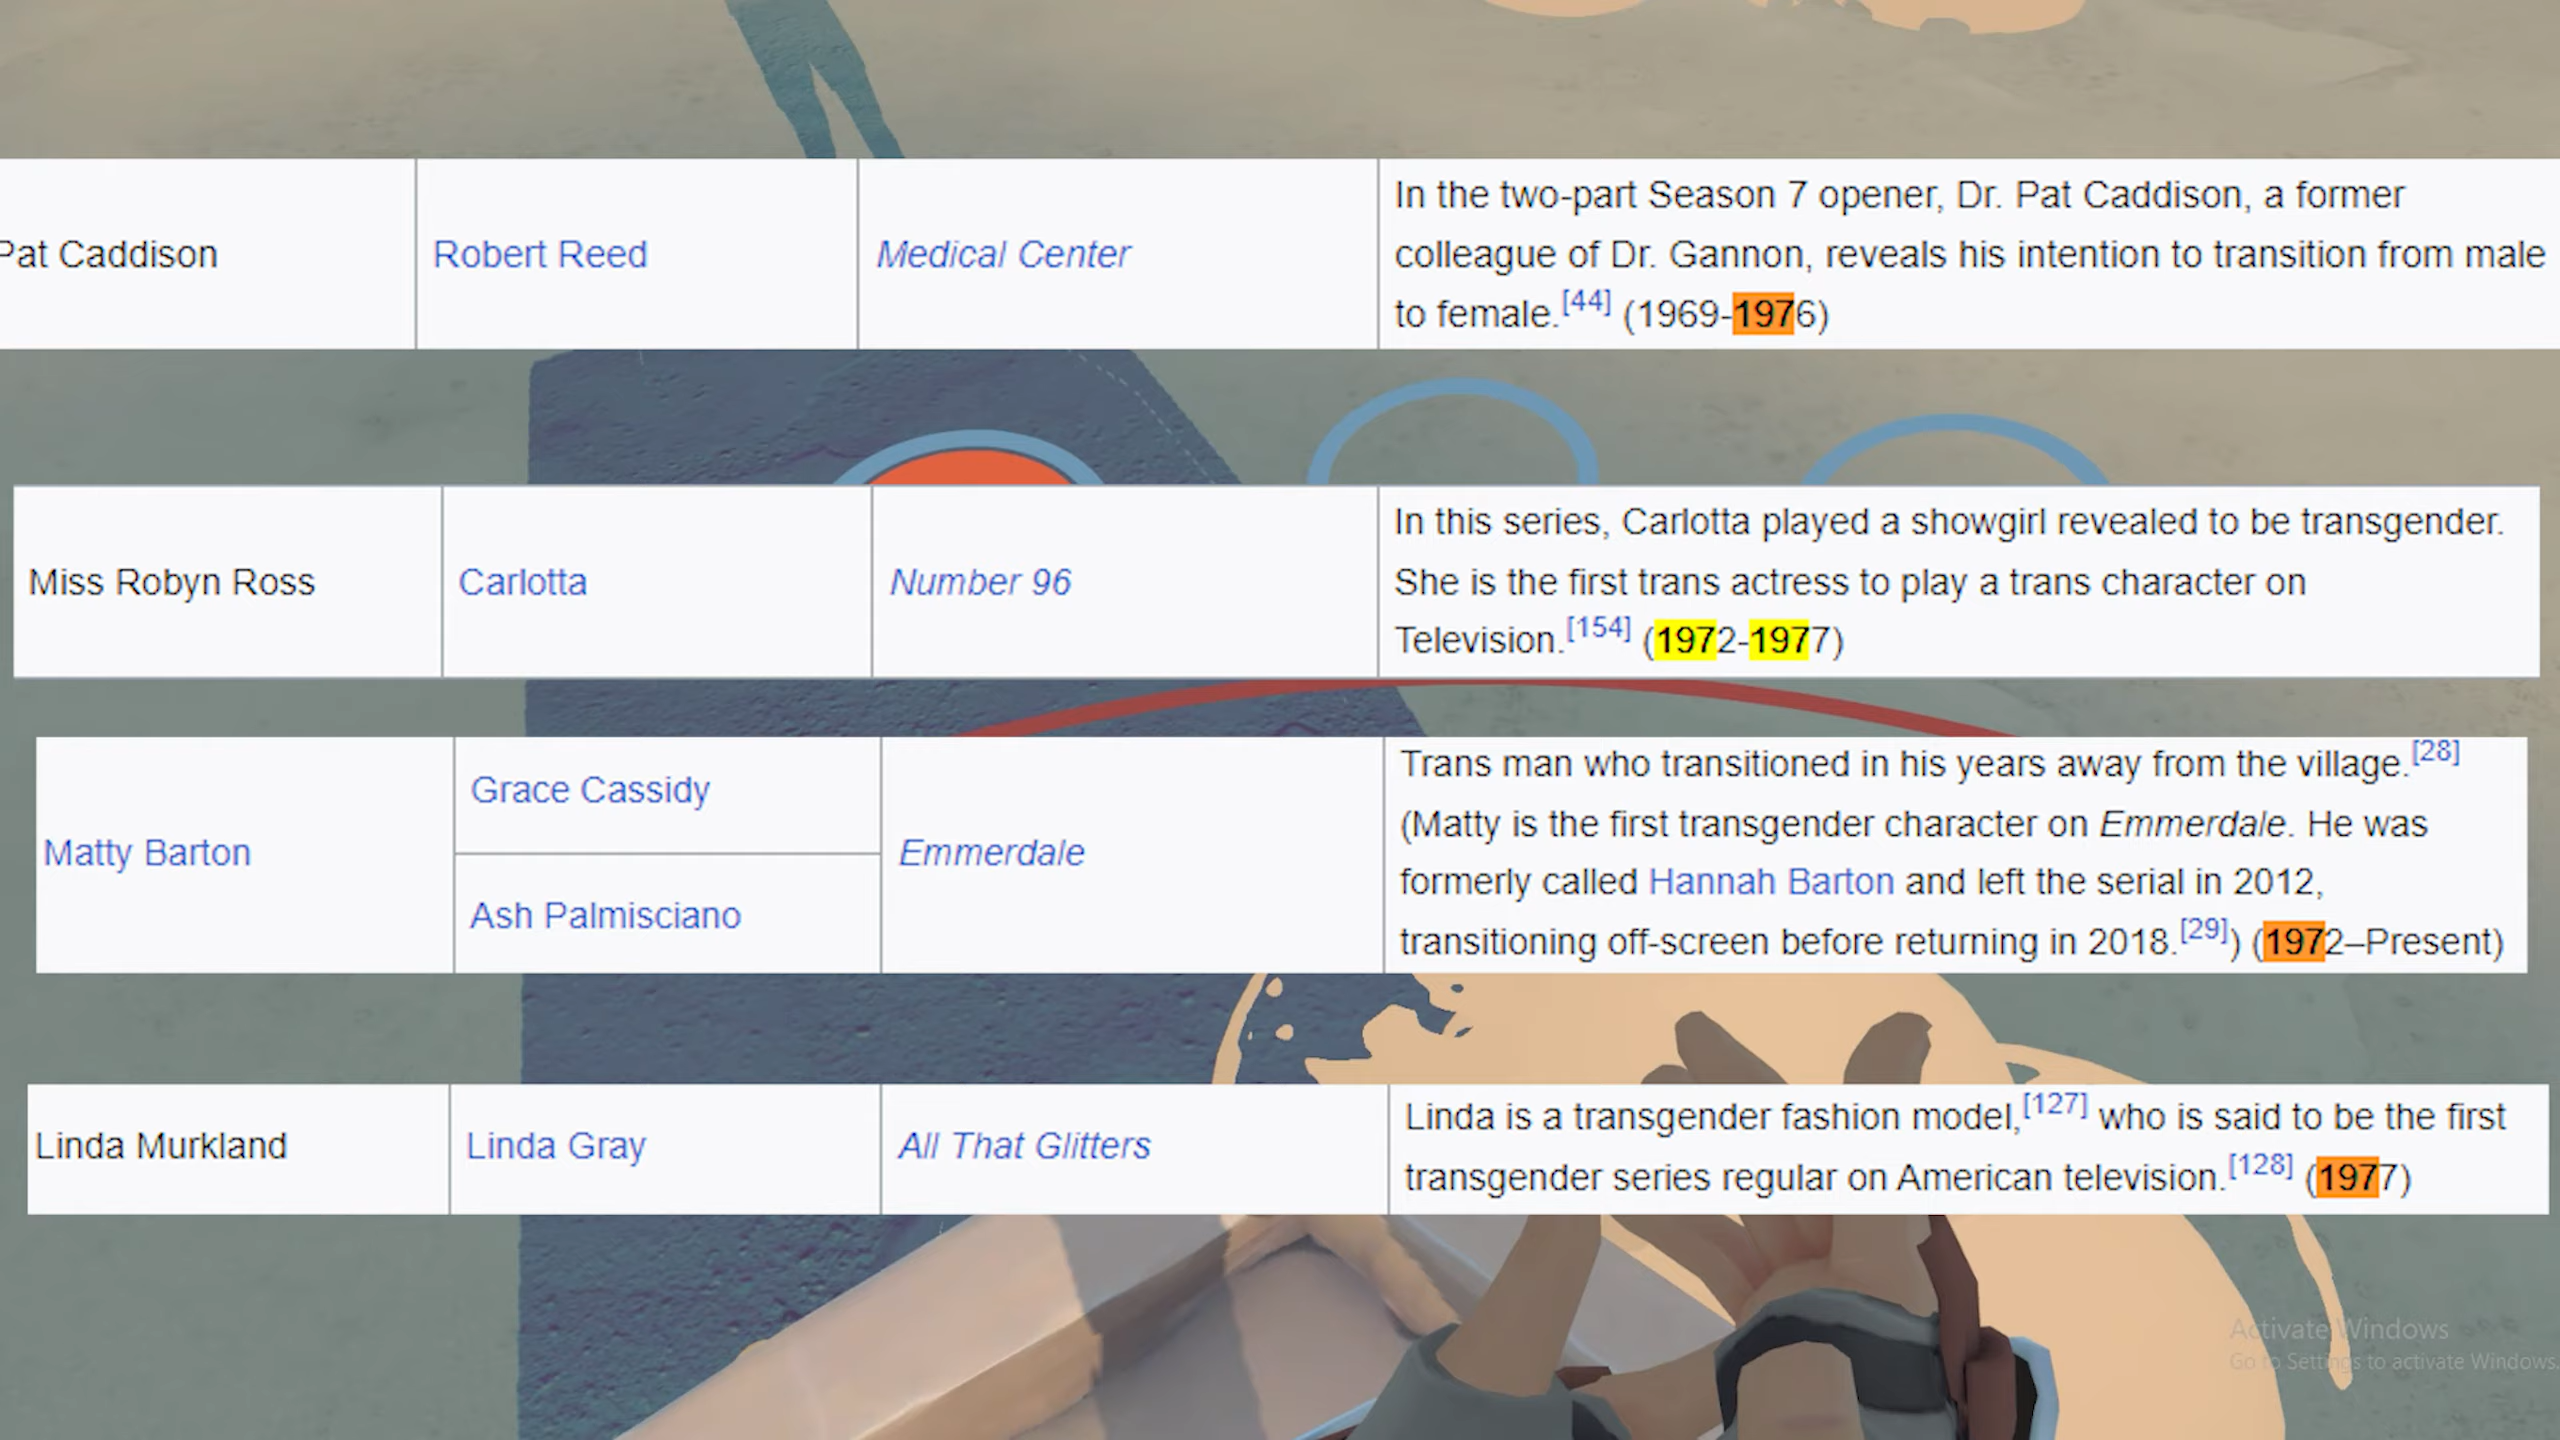 Pat Caddison
Robert Reed
Medical Center
In the two-part Season 7 opener, Dr. Pat Caddison, a former
colleague of Dr. Gannon, reveals his intention to transition from male
to female.[44] (1969-1976)
Miss Robyn Ross
Carlotta
Number 96
In this series, Carlotta played a showgirl revealed to be transgender.
She is the first trans actress to play a trans character on
Television.[154] (1972-1977)
Matty Barton
Grace Cassidy
Ash Palmisciano
Emmerdale
Trans man who transitioned in his years away from the village.[28]
(Matty is the first transgender character on Emmerdale. He was
formerly called Hannah Barton and left the serial in 2012,
transitioning off-screen before returning in 2018.[29]) (1972–Present)
Linda Murkland
Linda Gray
All That Glitters
Linda is a transgender fashion model,[127] who is said to be the first
transgender series regular on American television.[128] (1977)
Activate Windows
Go to Settings to activate Windows.